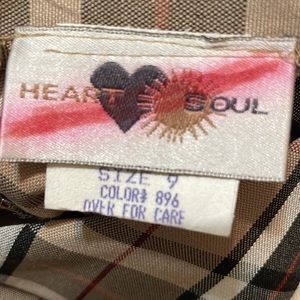 HEART SOUL
SIZE 9
COLOR# 896
OVER FOR CARE